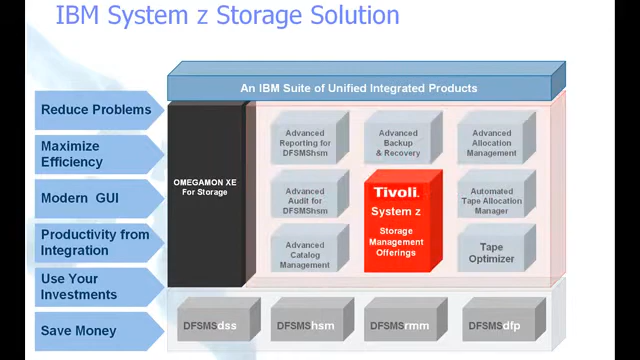 IBM System z Storage Solution
An IBM Suite of Unified Integrated Products
Reduce Problems
Maximize
Efficiency
Modern GUI
Productivity from
Integration
Use Your
Investments
Save Money
OMEGAMON XE
For Storage
Advanced
Reporting for
DFSMShsm
Advanced
Backup
& Recovery
Advanced
Allocation
Management
Advanced
Audit for
DFSMShsm
Tivoli.
System z
Storage
Management
Offerings
Automated
Tape Allocation
Manager
Advanced
Catalog
Management
Tape
Optimizer
DFSMSdss
DFSMShsm
DFSMSrmm
DFSMSdfp